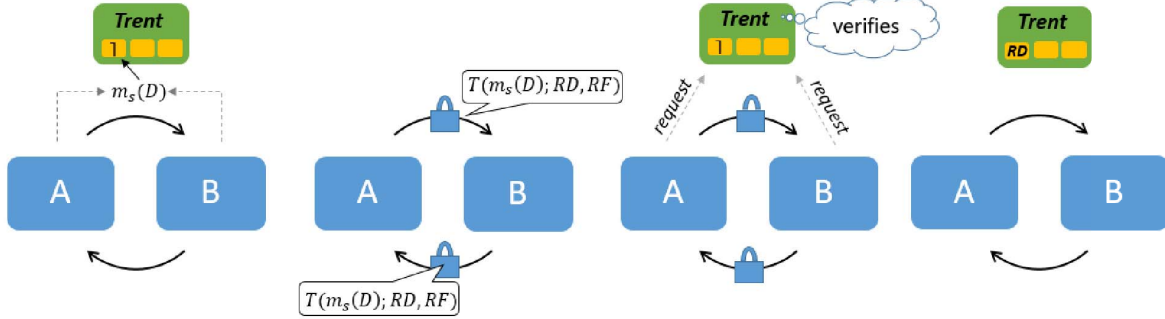 Trent
1
m_s(D)
A
B
T(m_s(D); RD, RF)
A
B
T(m_s(D); RD, RF)
Trent
1
verifies
request
request
A
B
Trent
RD
A
B